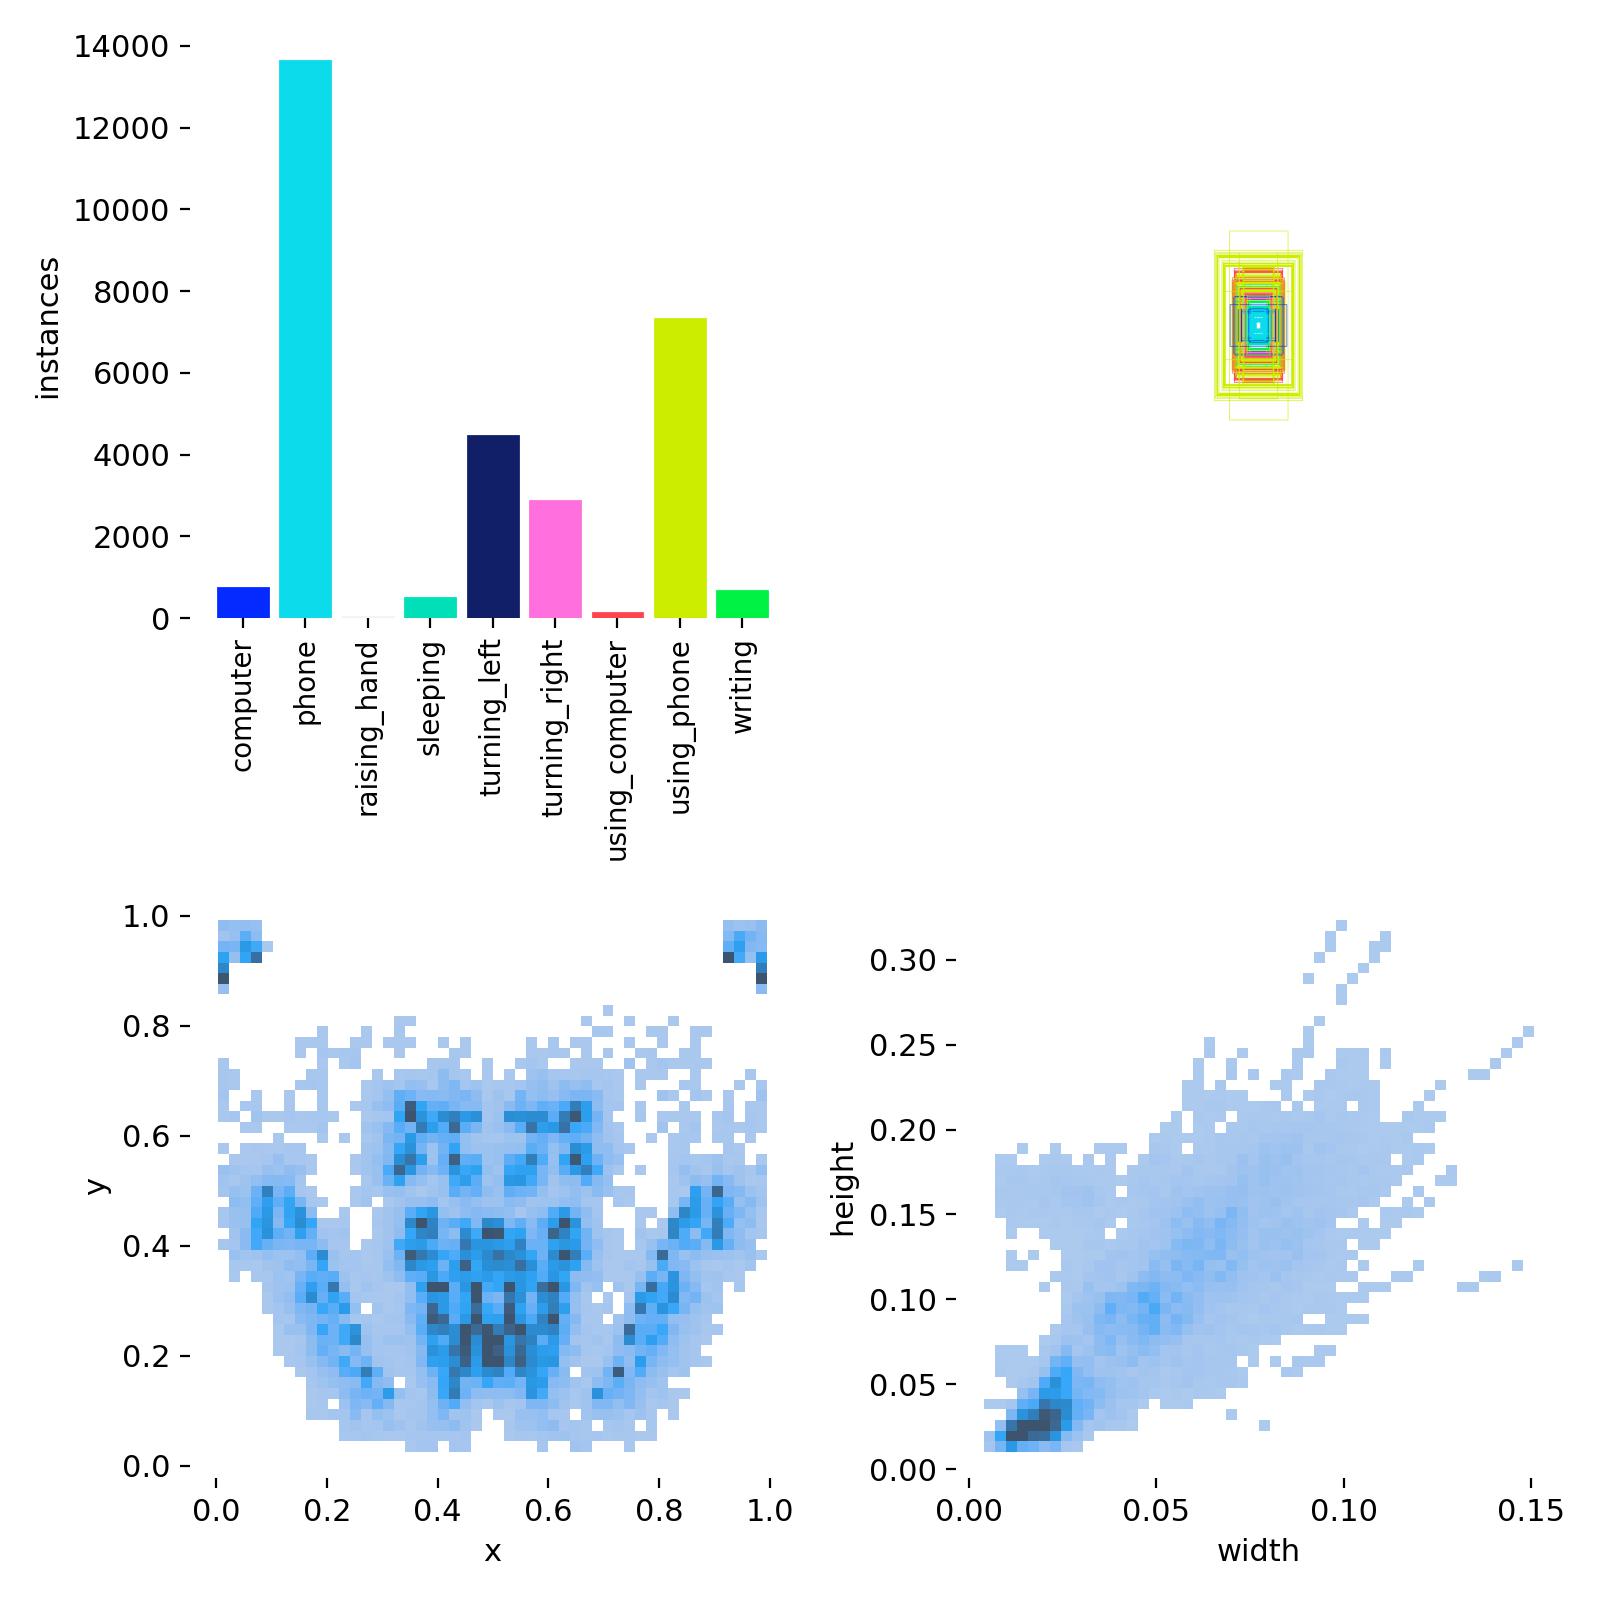 14000
12000
10000
8000
6000
4000
2000
0
instances
computer
phone
raising_hand
sleeping
turning_left
turning_right
using_computer
using_phone
writing
1.0
0.8
0.6
0.4
0.2
0.0
y
0.0 0.2 0.4 0.6 0.8 1.0
x
0.30
0.25
0.20
0.15
0.10
0.05
0.00
height
0.00 0.05 0.10 0.15
width